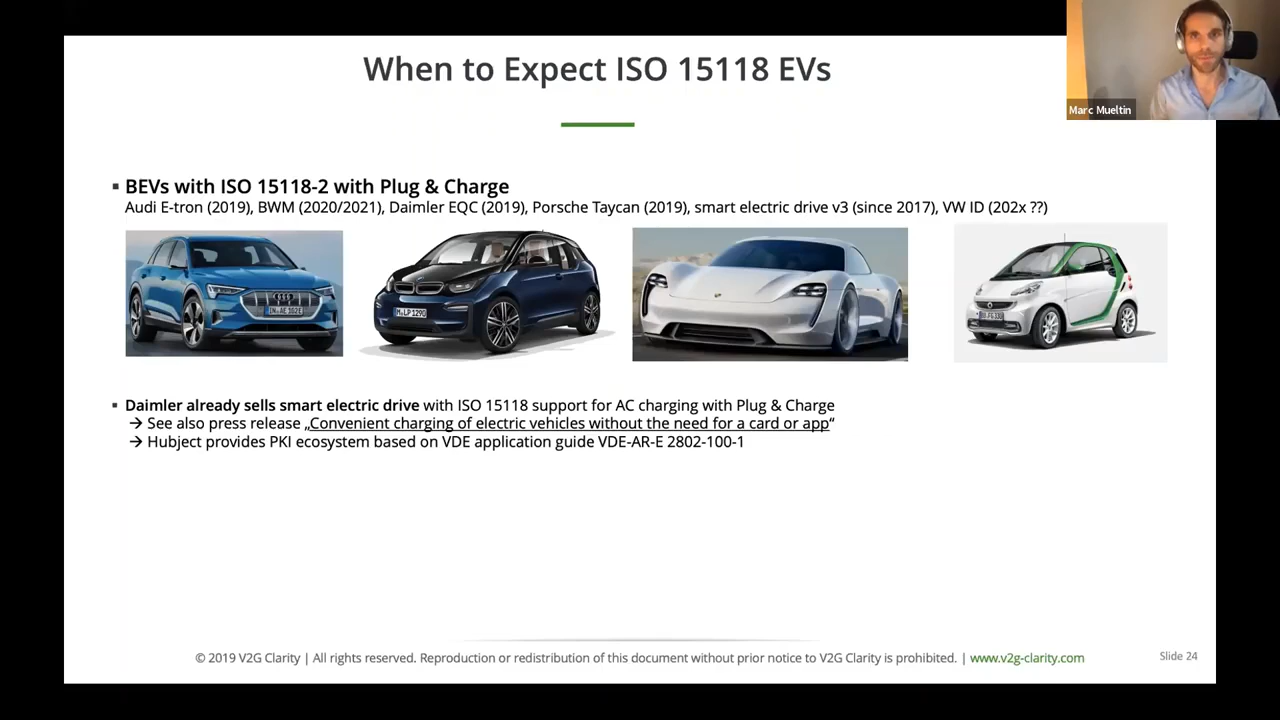 When to Expect ISO 15118 EVs
Marc Mueltin
▪ BEVs with ISO 15118-2 with Plug & Charge
Audi E-tron (2019), BWM (2020/2021), Daimler EQC (2019), Porsche Taycan (2019), smart electric drive v3 (since 2017), VW ID (202x ??)
▪ Daimler already sells smart electric drive with ISO 15118 support for AC charging with Plug & Charge
→ See also press release „Convenient charging of electric vehicles without the need for a card or app“
→ Hubject provides PKI ecosystem based on VDE application guide VDE-AR-E 2802-100-1
© 2019 V2G Clarity | All rights reserved. Reproduction or redistribution of this document without prior notice to V2G Clarity is prohibited. | www.v2g-clarity.com
Slide 24